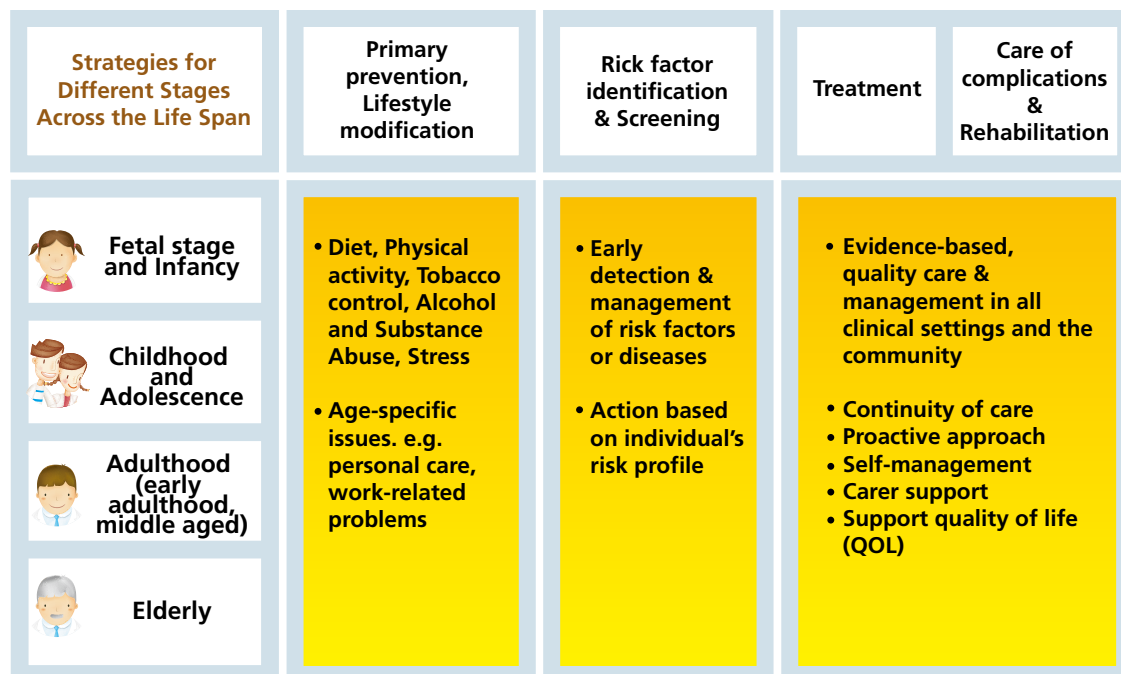 Strategies for
Different Stages
Across the Life Span
Primary
prevention,
Lifestyle
modification
Rick factor
identification
& Screening
Treatment
Care of
complications
&
Rehabilitation
Fetal stage
and Infancy
Childhood
and
Adolescence
Adulthood
(early
adulthood,
middle aged)
Elderly
• Diet, Physical
activity, Tobacco
control, Alcohol
and Substance
Abuse, Stress
• Age-specific
issues. e.g.
personal care,
work-related
problems
• Early
detection &
management
of risk factors
or diseases
• Action based
on individual’s
risk profile
• Evidence-based,
quality care &
management in all
clinical settings and the
community
• Continuity of care
• Proactive approach
• Self-management
• Carer support
• Support quality of life
(QOL)